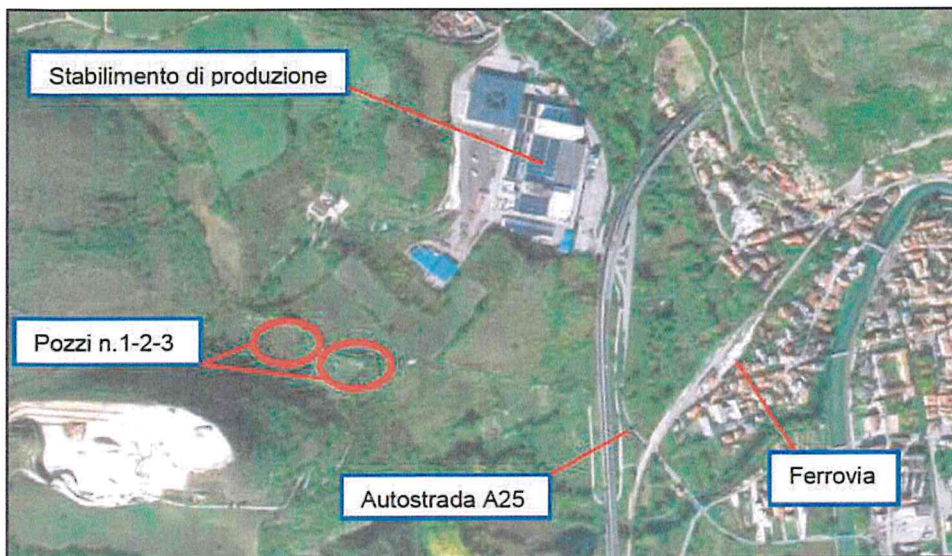 Stabilimento di produzione
Pozzi n.1-2-3
Autostrada A25
Ferrovia